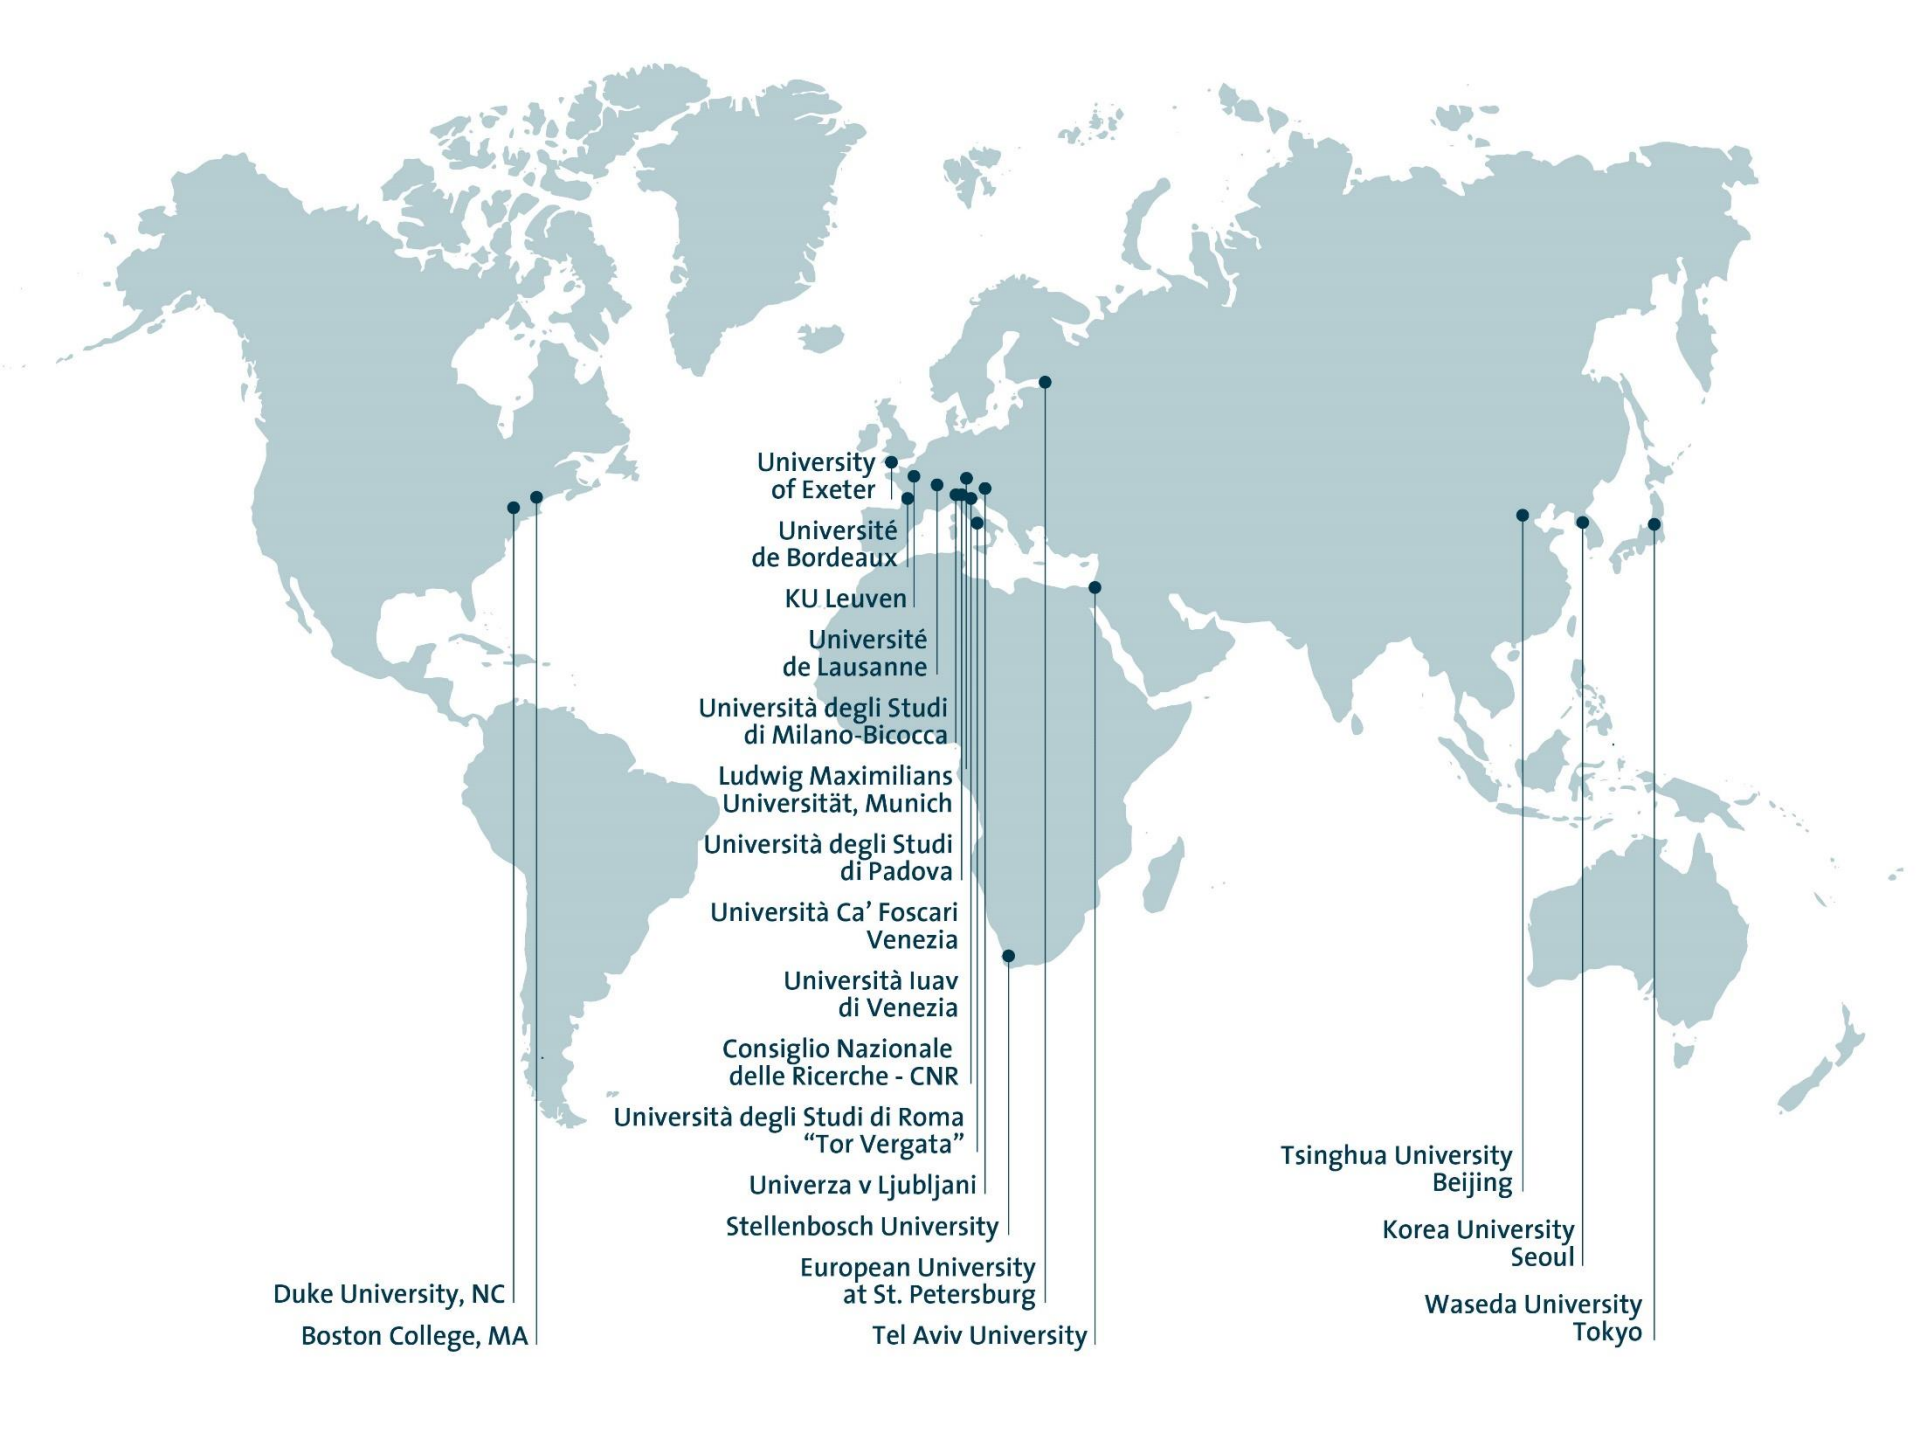 University
of Exeter
Université
de Bordeaux
KU Leuven
Université
de Lausanne
Università degli Studi
di Milano-Bicocca
Ludwig Maximilians
Universität, Munich
Università degli Studi
di Padova
Università Ca’ Foscari
Venezia
Università Iuav
di Venezia
Consiglio Nazionale
delle Ricerche - CNR
Università degli Studi di Roma
“Tor Vergata”
Univerza v Ljubljani
Stellenbosch University
European University
at St. Petersburg
Tel Aviv University
Duke University, NC
Boston College, MA
Tsinghua University
Beijing
Korea University
Seoul
Waseda University
Tokyo